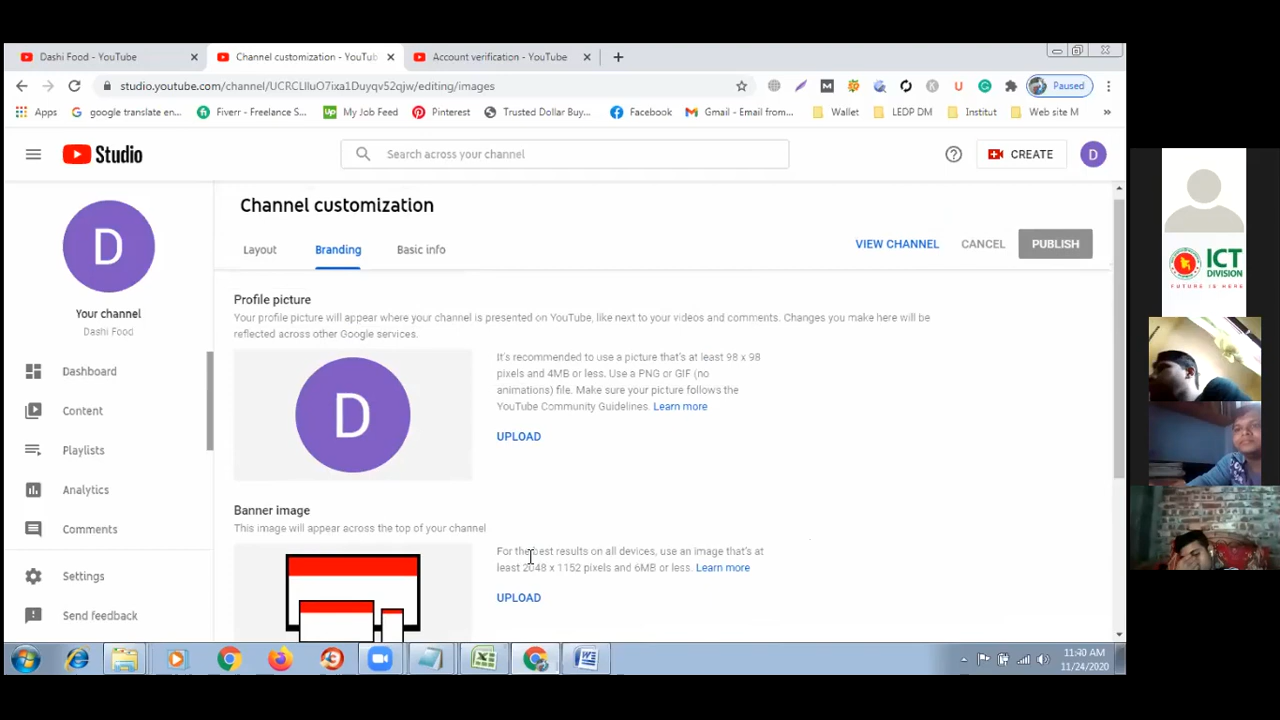 Dashi Food - YouTube
Channel customization - YouTub
Account verification - YouTube
studio.youtube.com/channel/UCRCLlluO7ixa1Duyqv52qjw/editing/images
Paused
Apps
google translate en...
Fiverr - Freelance S...
My Job Feed
Pinterest
Trusted Dollar Buy...
Facebook
Gmail - Email from...
Wallet
LEDP DM
Institut
Web site M
Studio
Search across your channel
CREATE
D
D
Your channel
Dashi Food
Dashboard
Content
Playlists
Analytics
Comments
Settings
Send feedback
Channel customization
Layout
Branding
Basic info
VIEW CHANNEL
CANCEL
PUBLISH
Profile picture
Your profile picture will appear where your channel is presented on YouTube, like next to your videos and comments. Changes you make here will be
reflected across other Google services.
D
It's recommended to use a picture that's at least 98 x 98
pixels and 4MB or less. Use a PNG or GIF (no
animations) file. Make sure your picture follows the
YouTube Community Guidelines. Learn more
UPLOAD
Banner image
This image will appear across the top of your channel
For the best results on all devices, use an image that's at
least 2048 x 1152 pixels and 6MB or less. Learn more
UPLOAD
11:40 AM
11/24/2020
ICT
DIVISION
FUTURE IS HERE